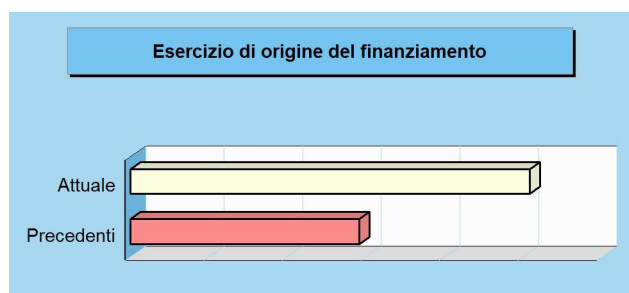 Esercizio di origine del finanziamento
Attuale
Precedenti